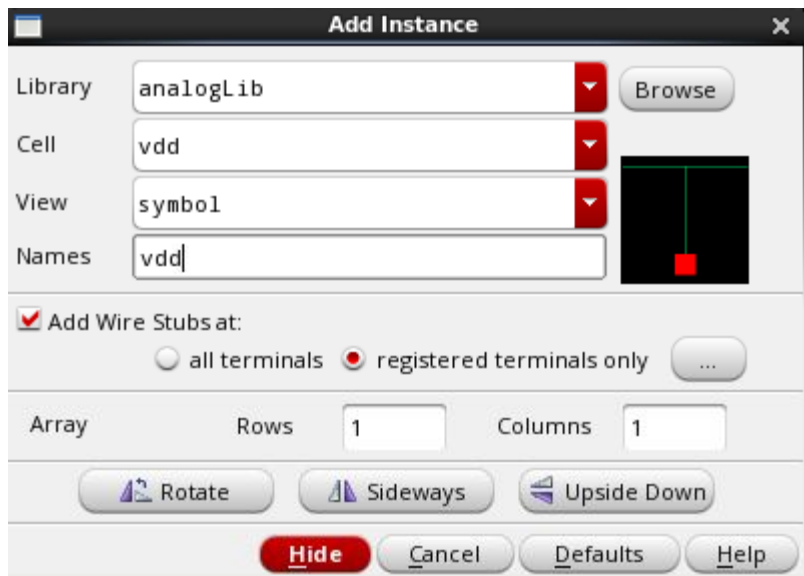 Add Instance
Library analogLib Browse
Cell vdd
View symbol
Names vdd
Add Wire Stubs at:
all terminals registered terminals only ...
Array Rows 1 Columns 1
Rotate Sideways Upside Down
Hide Cancel Defaults Help